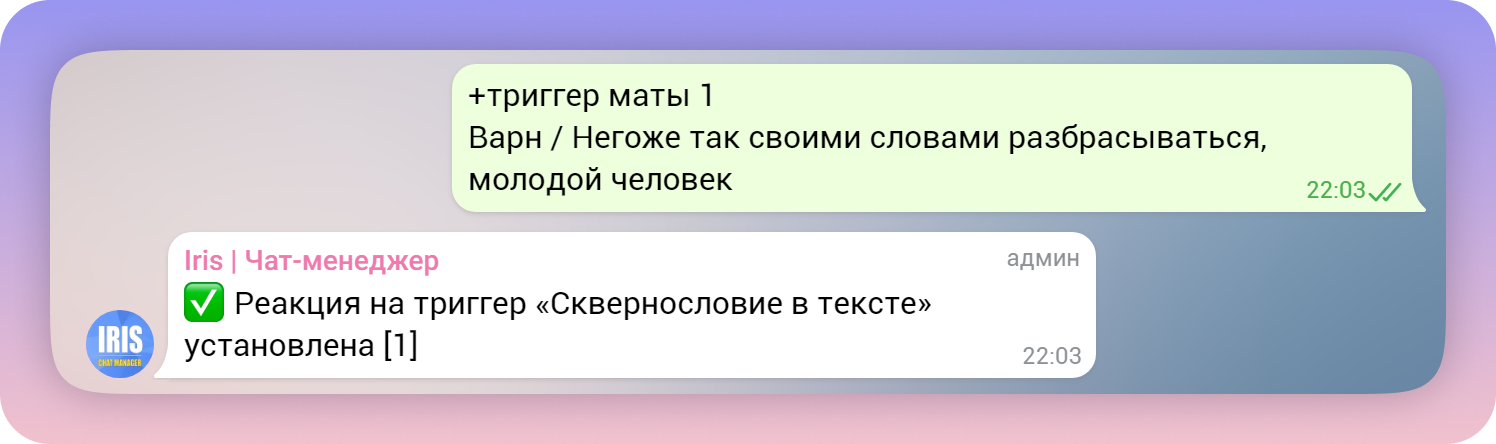 +триггер маты 1
Варн / Негоже так своими словами разбрасываться,
молодой человек
22:03
Iris | Чат-менеджер
админ
✅ Реакция на триггер «Сквернословие в тексте»
установлена [1]
22:03
IRIS
CHAT MANAGER